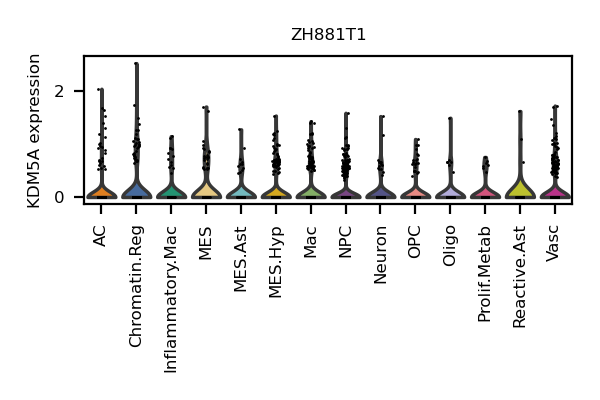 ZH881T1
KDM5A expression
2
0
AC
Chromatin.Reg
Inflammatory.Mac
MES
MES.Ast
MES.Hyp
Mac
NPC
Neuron
OPC
Oligo
Prolif.Metab
Reactive.Ast
Vasc